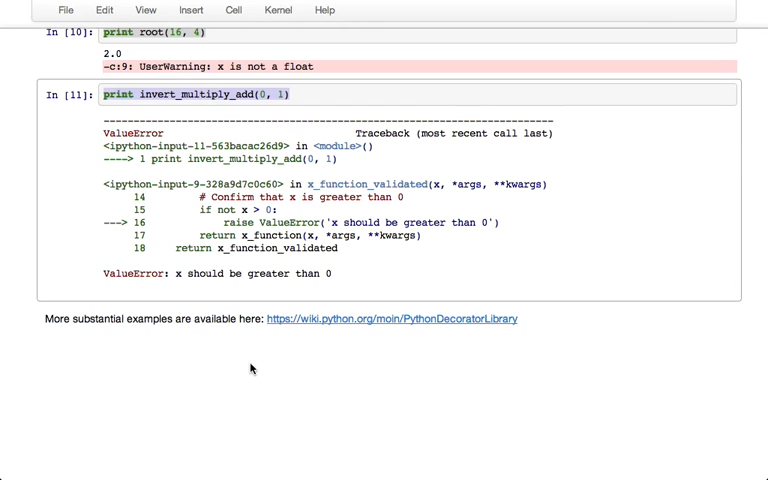 File Edit View Insert Cell Kernel Help
In [10]: print root(16, 4)
2.0
-c:9: UserWarning: x is not a float
In [11]: print invert_multiply_add(0, 1)
---------------------------------------------------------------------------
ValueError Traceback (most recent call last)
<ipython-input-11-563bacac26d9> in <module>()
----> 1 print invert_multiply_add(0, 1)
<ipython-input-9-328a9d7c0c60> in x_function_validated(x, *args, **kwargs)
14 # Confirm that x is greater than 0
15 if not x > 0:
---> 16 raise ValueError('x should be greater than 0')
17 return x_function(x, *args, **kwargs)
18 return x_function_validated
ValueError: x should be greater than 0
More substantial examples are available here: https://wiki.python.org/moin/PythonDecoratorLibrary